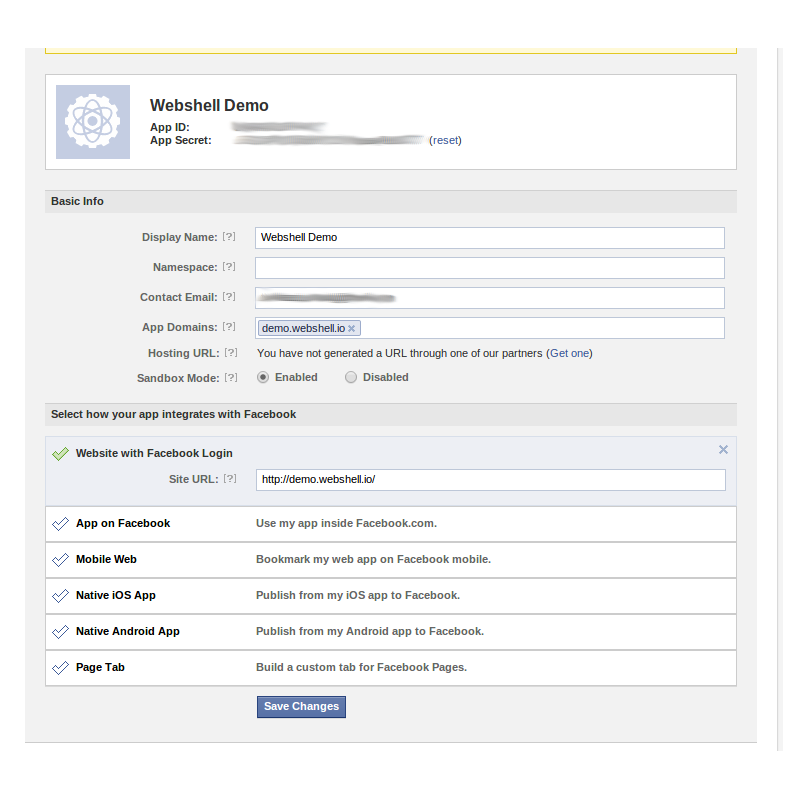 Webshell Demo
App ID:
App Secret: (reset)
Basic Info
Display Name: [?] Webshell Demo
Namespace: [?]
Contact Email: [?]
App Domains: [?] demo.webshell.io ×
Hosting URL: [?] You have not generated a URL through one of our partners (Get one)
Sandbox Mode: [?] Enabled Disabled
Select how your app integrates with Facebook
Website with Facebook Login
Site URL: [?] http://demo.webshell.io/
App on Facebook Use my app inside Facebook.com.
Mobile Web Bookmark my web app on Facebook mobile.
Native iOS App Publish from my iOS app to Facebook.
Native Android App Publish from my Android app to Facebook.
Page Tab Build a custom tab for Facebook Pages.
Save Changes